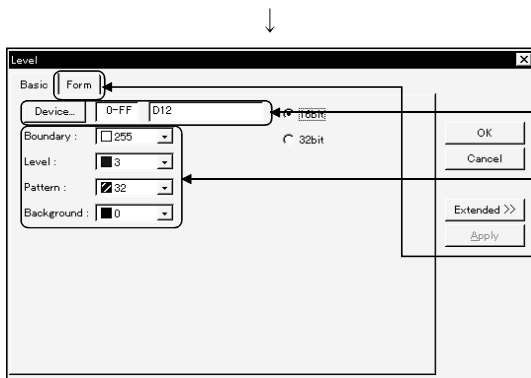 ↓
Level
Basic Form
Device... 0-FF D12 16bit
Boundary : 255 32bit OK
Level : 3 Cancel
Pattern : 32
Background : 0 Extended >>
Apply